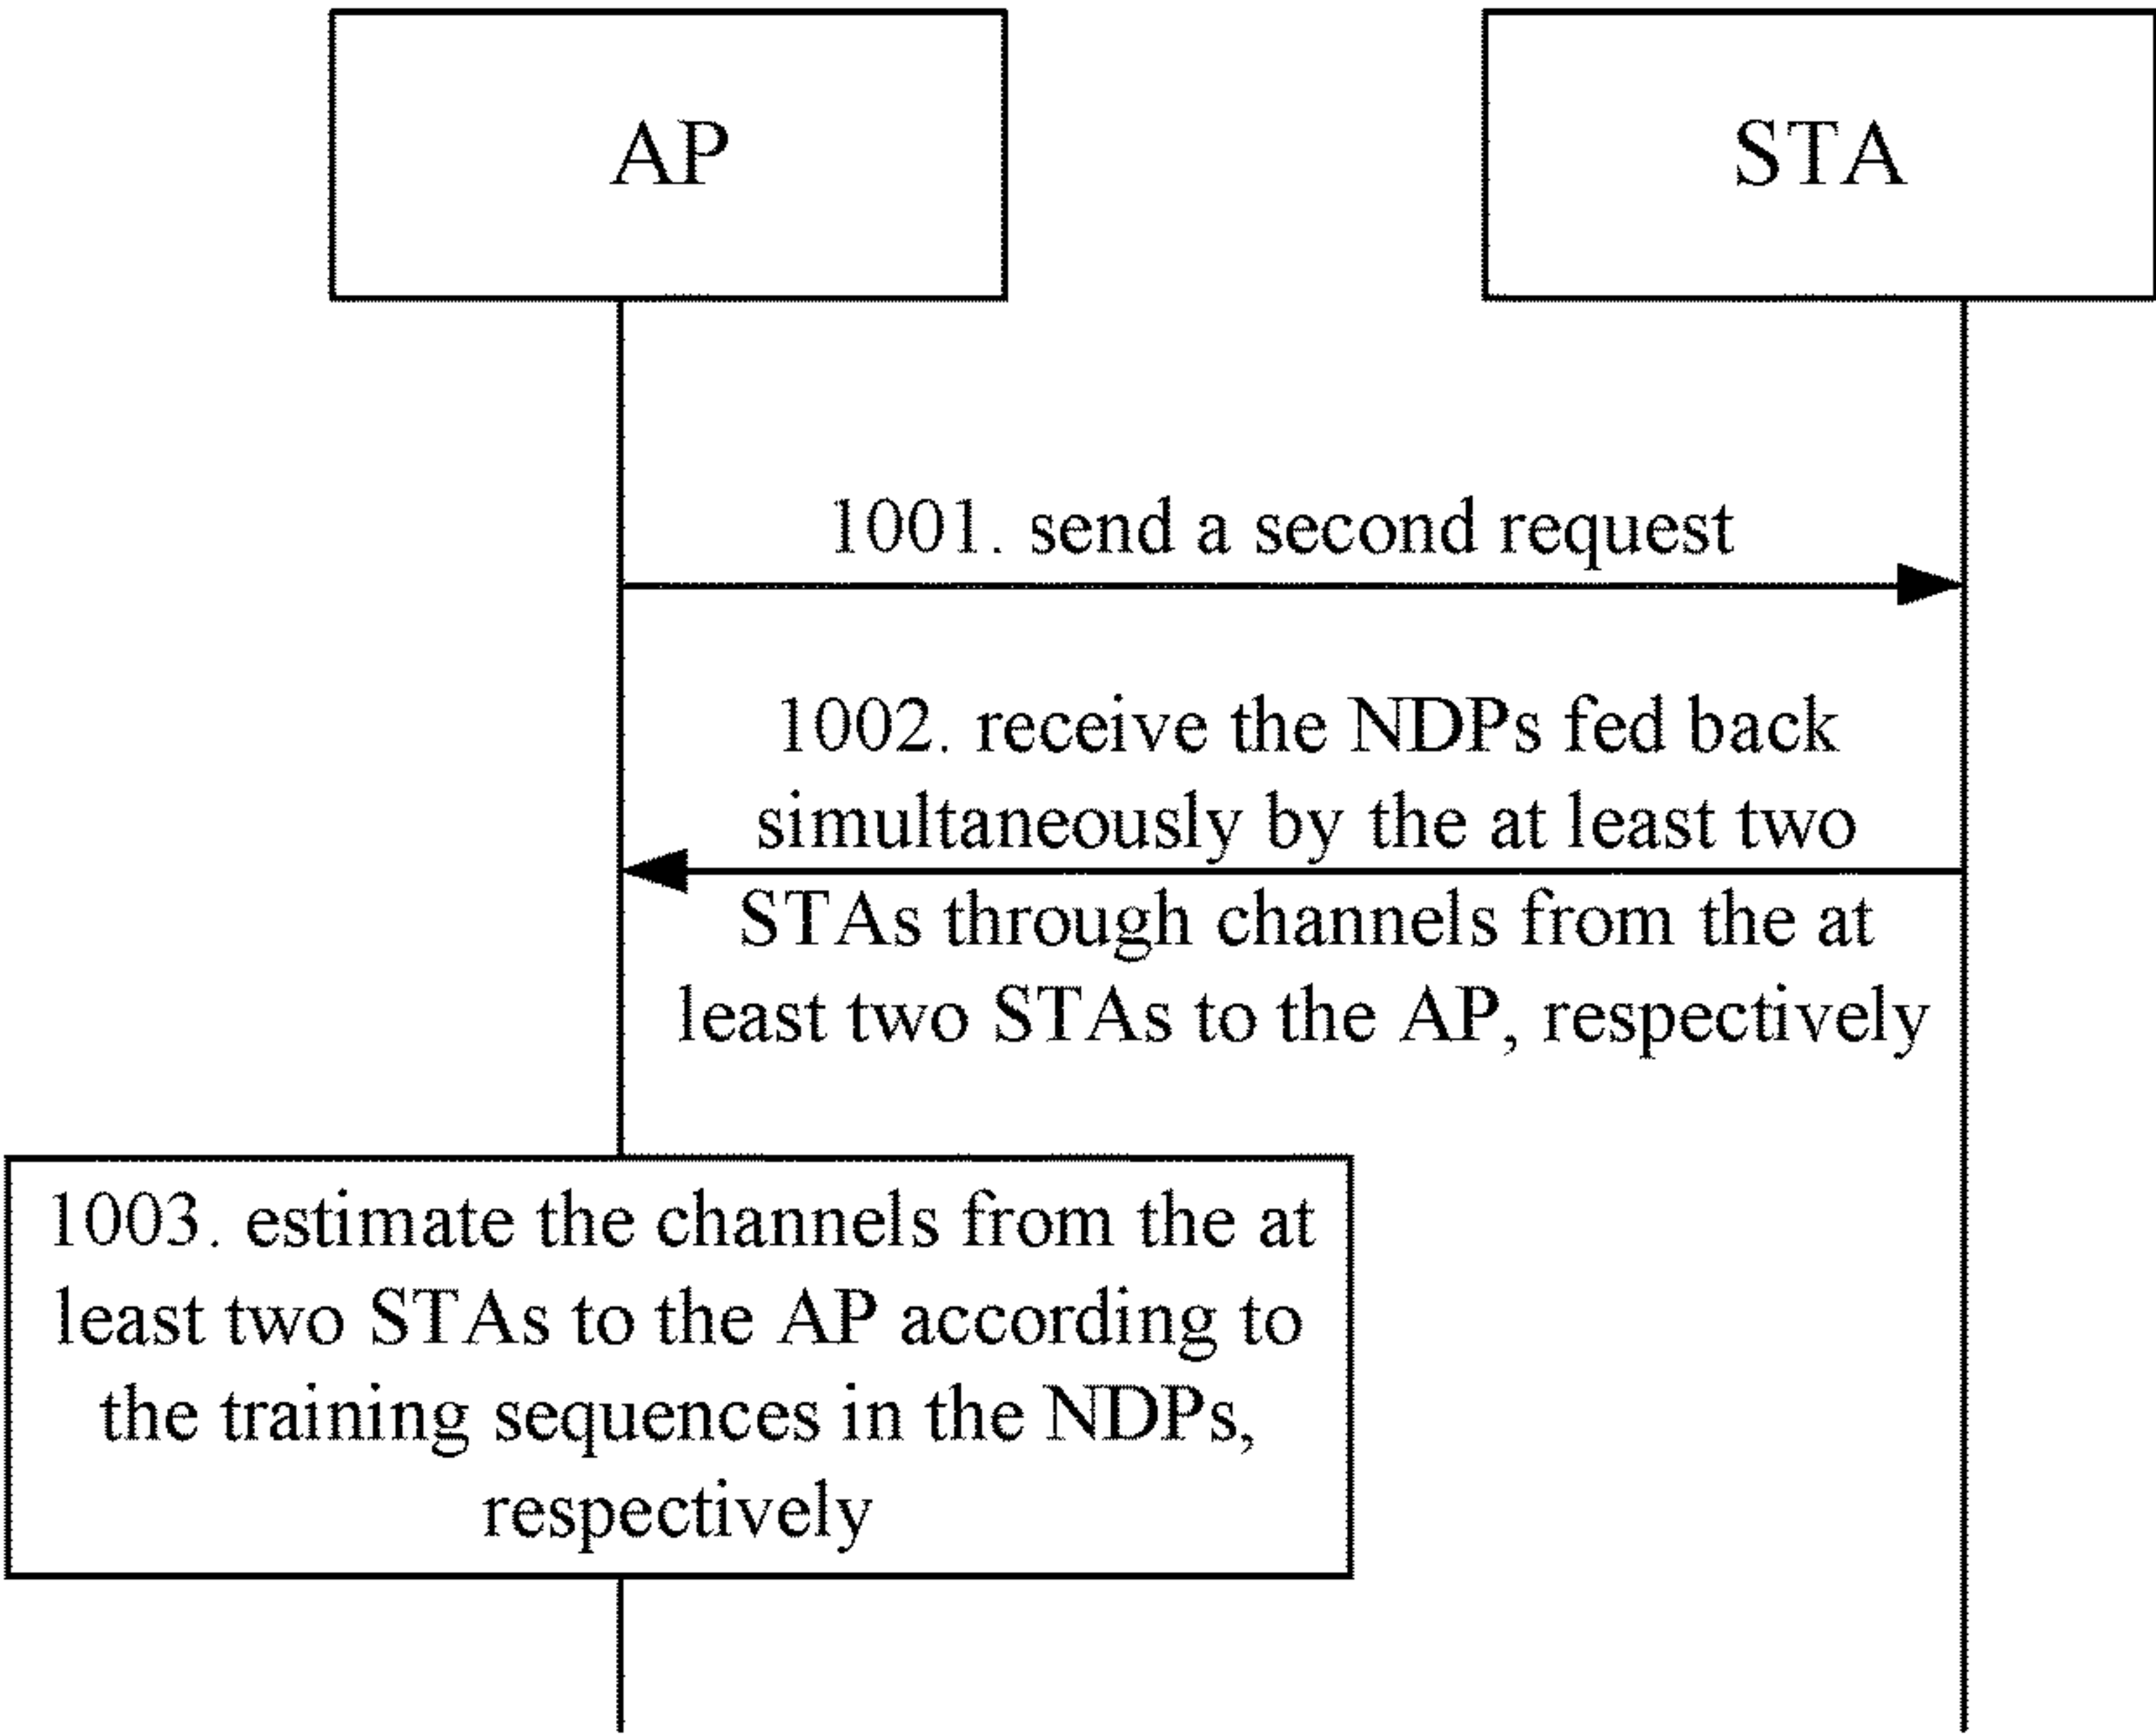 AP
STA
1001. send a second request
1002. receive the NDPs fed back
simultaneously by the at least two
STAs through channels from the at
least two STAs to the AP, respectively
1003. estimate the channels from the at
least two STAs to the AP according to
the training sequences in the NDPs,
respectively